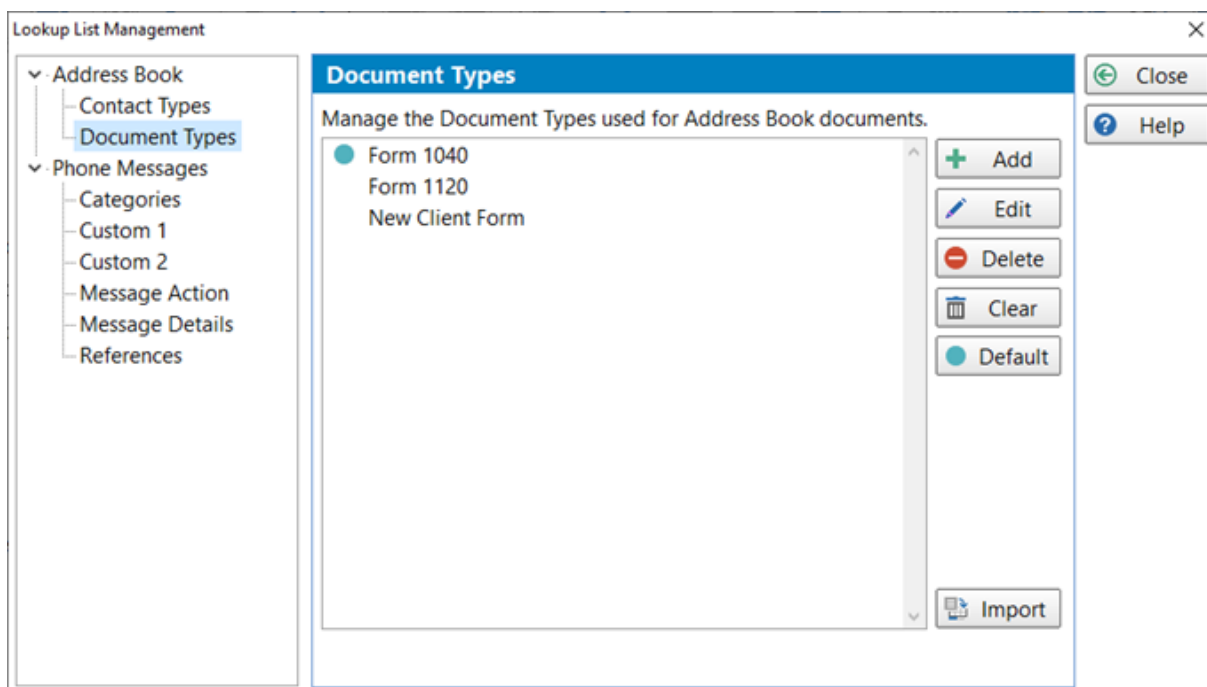 Lookup List Management
Address Book
Contact Types
Document Types
Phone Messages
Categories
Custom 1
Custom 2
Message Action
Message Details
References
Document Types
Manage the Document Types used for Address Book documents.
Form 1040
Form 1120
New Client Form
Add
Edit
Delete
Clear
Default
Import
Close
Help